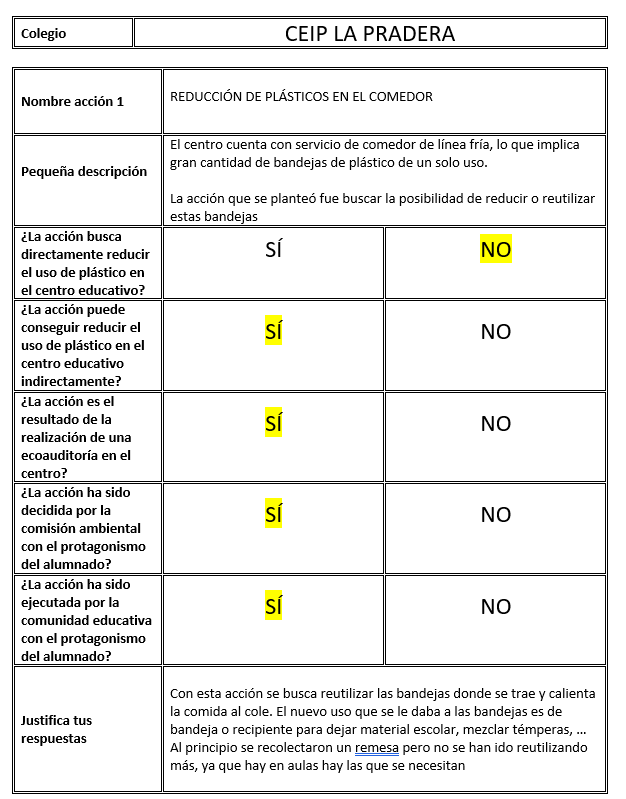 Colegio
CEIP LA PRADERA
Nombre acción 1
REDUCCIÓN DE PLÁSTICOS EN EL COMEDOR
Pequeña descripción
El centro cuenta con servicio de comedor de línea fría, lo que implica
gran cantidad de bandejas de plástico de un solo uso.
La acción que se planteó fue buscar la posibilidad de reducir o reutilizar
estas bandejas
¿La acción busca
directamente reducir
el uso de plástico en
el centro educativo?
SÍ
NO
¿La acción puede
conseguir reducir el
uso de plástico en el
centro educativo
indirectamente?
SÍ
NO
¿La acción es el
resultado de la
realización de una
ecoauditoría en el
centro?
SÍ
NO
¿La acción ha sido
decidida por la
comisión ambiental
con el protagonismo
del alumnado?
SÍ
NO
¿La acción ha sido
ejecutada por la
comunidad educativa
con el protagonismo
del alumnado?
SÍ
NO
Justifica tus
respuestas
Con esta acción se busca reutilizar las bandejas donde se trae y calienta
la comida al cole. El nuevo uso que se le daba a las bandejas es de
bandeja o recipiente para dejar material escolar, mezclar témperas, ...
Al principio se recolectaron un remesa pero no se han ido reutilizando
más, ya que hay en aulas hay las que se necesitan